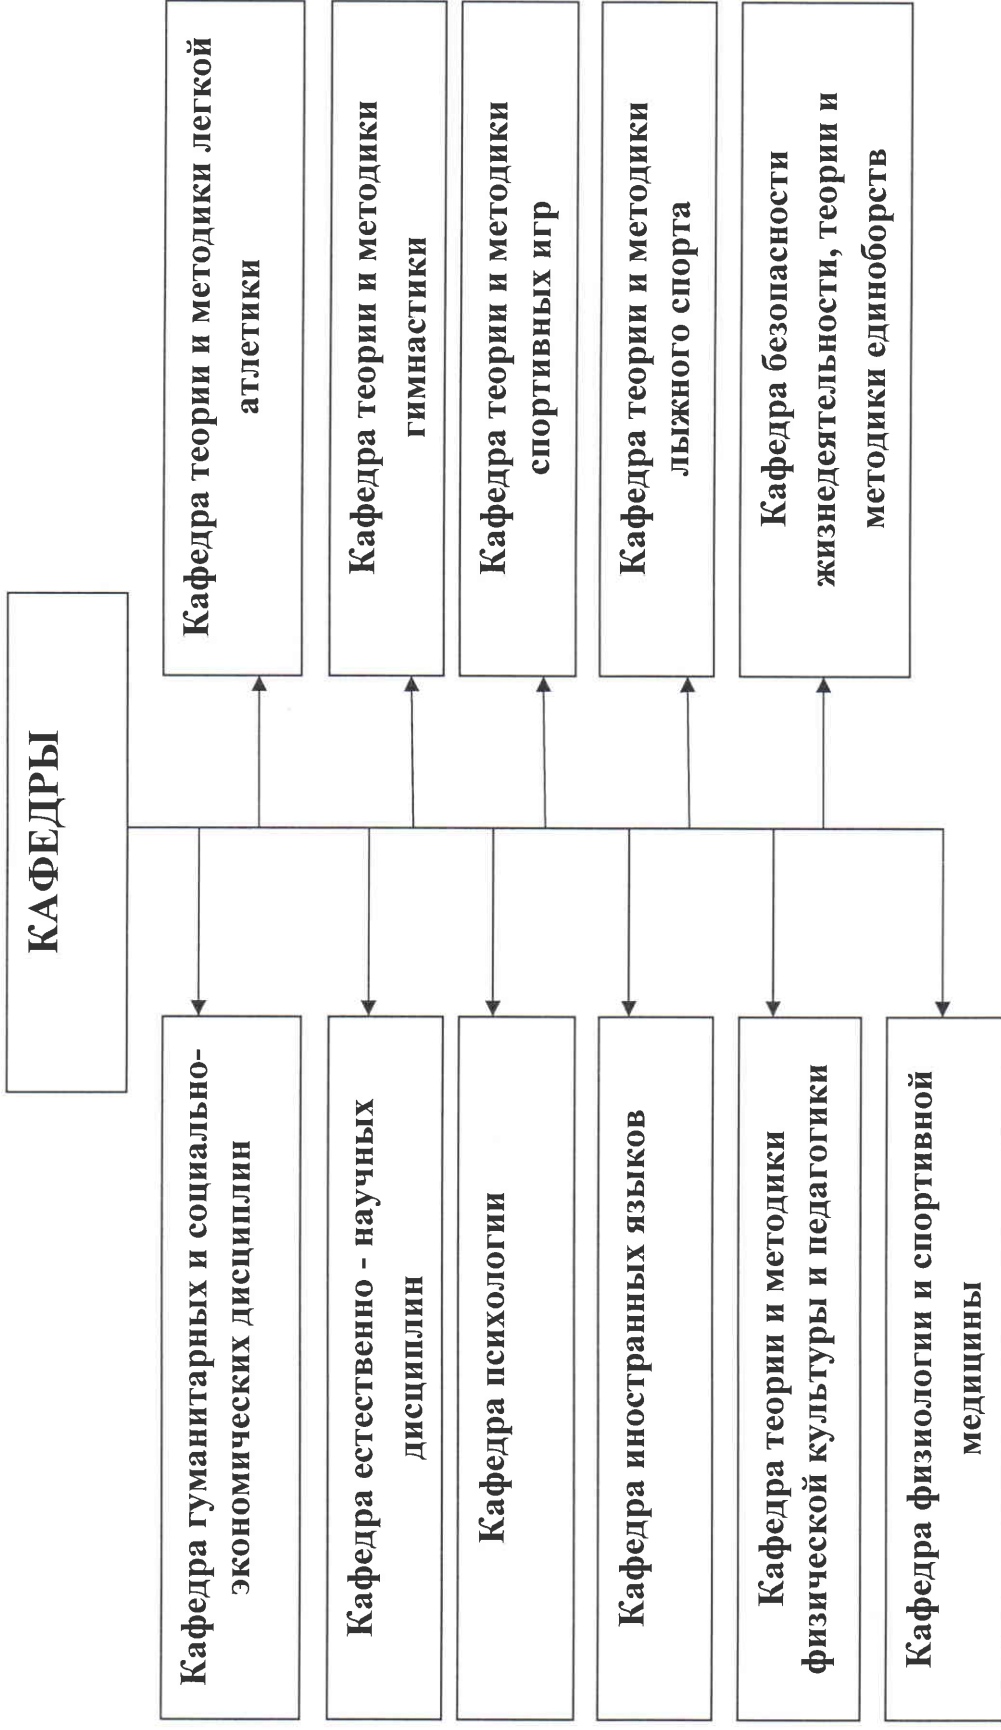 КАФЕДРЫ
Кафедра гуманитарных и социально-
экономических дисциплин
Кафедра естественно - научных
дисциплин
Кафедра психологии
Кафедра иностранных языков
Кафедра теории и методики
физической культуры и педагогики
Кафедра физиологии и спортивной
медицины
Кафедра теории и методики легкой
атлетики
Кафедра теории и методики
гимнастики
Кафедра теории и методики
спортивных игр
Кафедра теории и методики
лыжного спорта
Кафедра безопасности
жизнедеятельности, теории и
методики единоборств